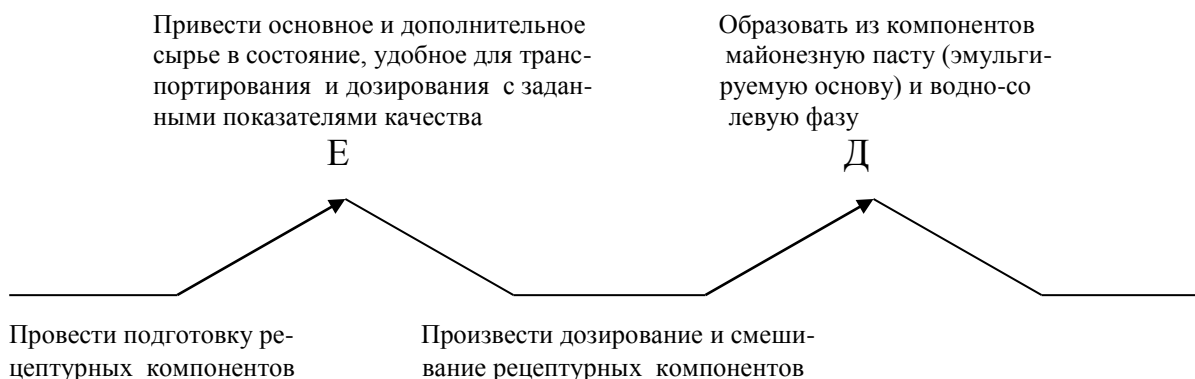 Привести основное и дополнительное
сырье в состояние, удобное для транс-
портирования и дозирования с задан-
ными показателями качества
Е
Образовать из компонентов
майонезную пасту (эмульги-
руемую основу) и водно-со
левую фазу
Д
Провести подготовку ре-
цептурных компонентов
Произвести дозирование и смеши-
вание рецептурных компонентов